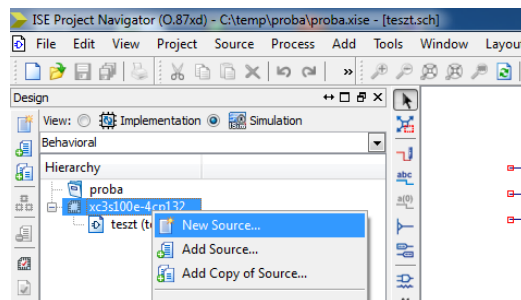 ISE Project Navigator (O.87xd) - C:\temp\proba\proba.xise - [teszt.sch]
File Edit View Project Source Process Add Tools Window Layou
Design
View: Implementation Simulation
Behavioral
Hierarchy
proba
xc3s100e-4cp132
teszt (t
New Source...
Add Source...
Add Copy of Source...
abc
a(0)